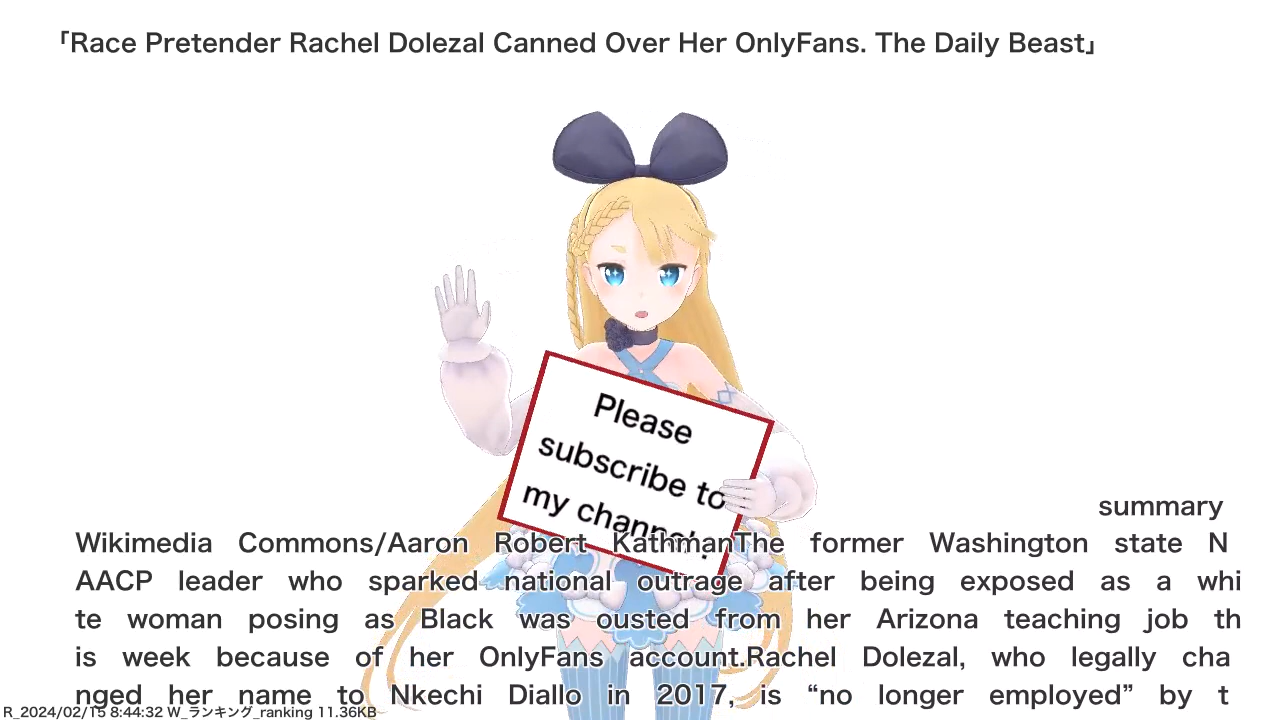 「Race Pretender Rachel Dolezal Canned Over Her OnlyFans. The Daily Beast」
Please
subscribe to
my
summary
Wikimedia Commons/Aaron Robert KathmanThe former Washington state N
AACP leader who sparked national outrage after being exposed as a whi
te woman posing as Black was ousted from her Arizona teaching job th
is week because of her OnlyFans account.Rachel Dolezal, who legally cha
nged her name to Nkechi Diallo in 2017, is “no longer employed” by t
R_2024/02/15 8:44:32 W_ランキング_ranking 11.36KB